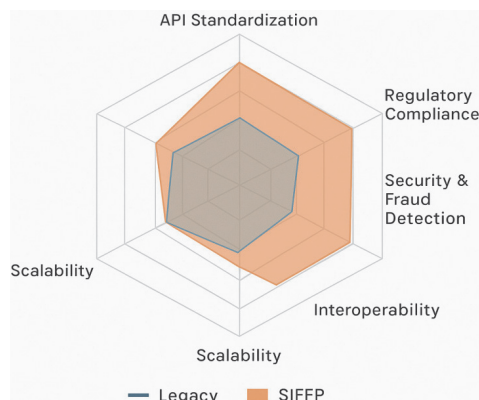 API Standardization
Regulatory
Compliance
Security &
Fraud
Detection
Scalability
Interoperability
Scalability
Legacy
SIFFP